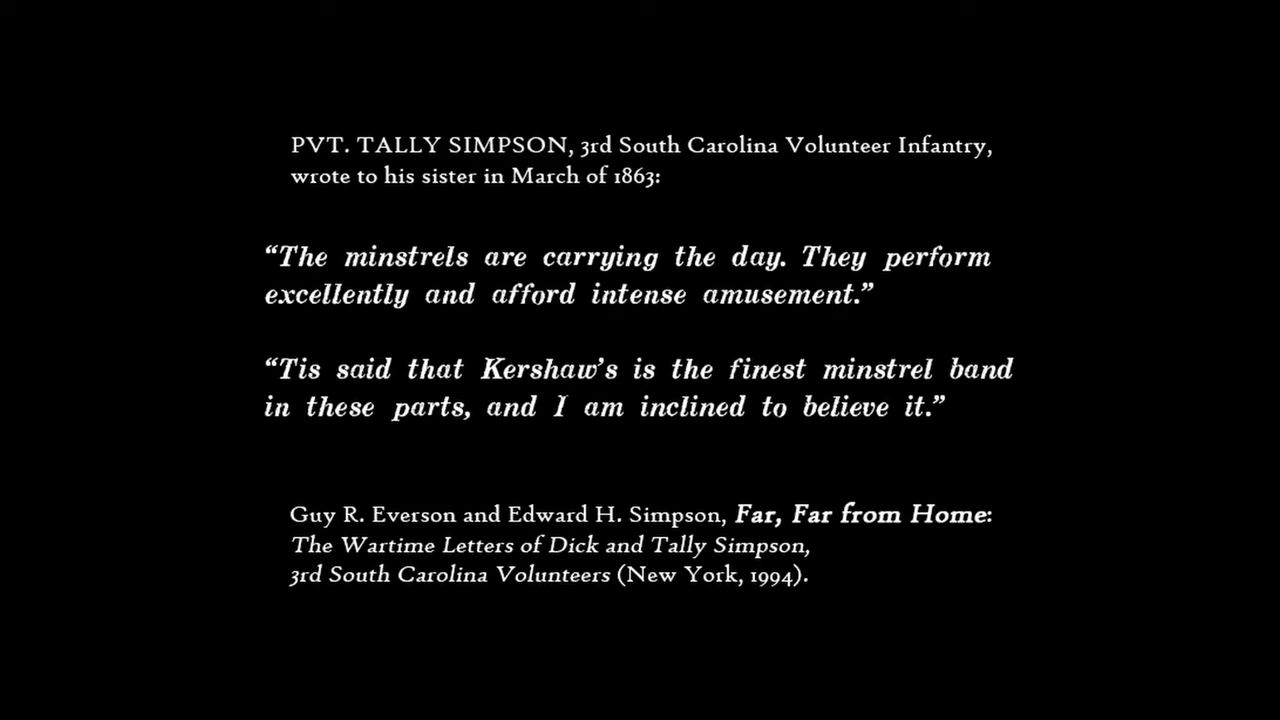 PVT. TALLY SIMPSON, 3rd South Carolina Volunteer Infantry,
wrote to his sister in March of 1863:
“The minstrels are carrying the day. They perform
excellently and afford intense amusement.”
“Tis said that Kershaw’s is the finest minstrel band
in these parts, and I am inclined to believe it.”
Guy R. Everson and Edward H. Simpson, Far, Far from Home:
The Wartime Letters of Dick and Tally Simpson,
3rd South Carolina Volunteers (New York, 1994).